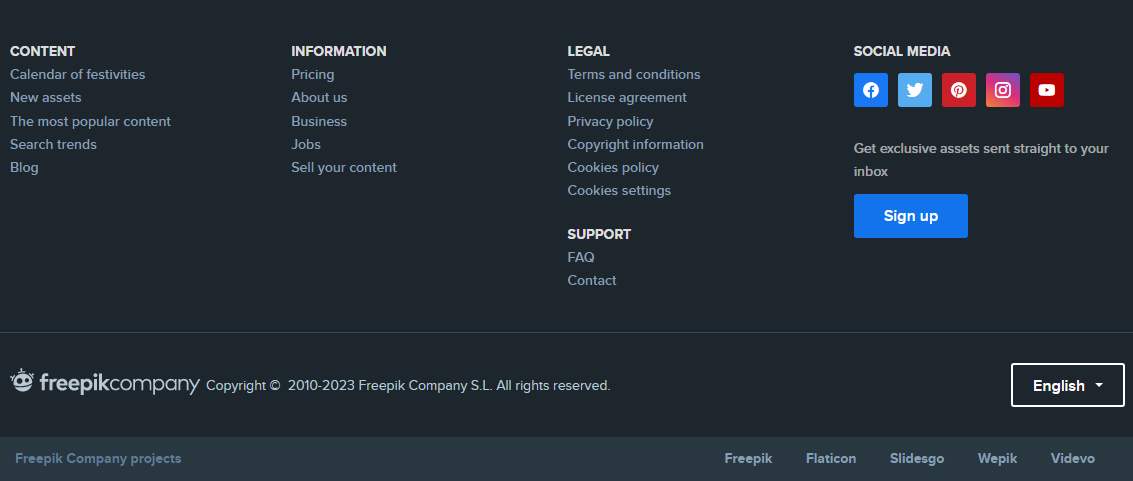 CONTENT
Calendar of festivities
New assets
The most popular content
Search trends
Blog
INFORMATION
Pricing
About us
Business
Jobs
Sell your content
LEGAL
Terms and conditions
License agreement
Privacy policy
Copyright information
Cookies policy
Cookies settings
SUPPORT
FAQ
Contact
SOCIAL MEDIA
Get exclusive assets sent straight to your
inbox
Sign up
freepikcompany Copyright © 2010-2023 Freepik Company S.L. All rights reserved.
English
Freepik Company projects
Freepik Flaticon Slidesgo Wepik Videvo